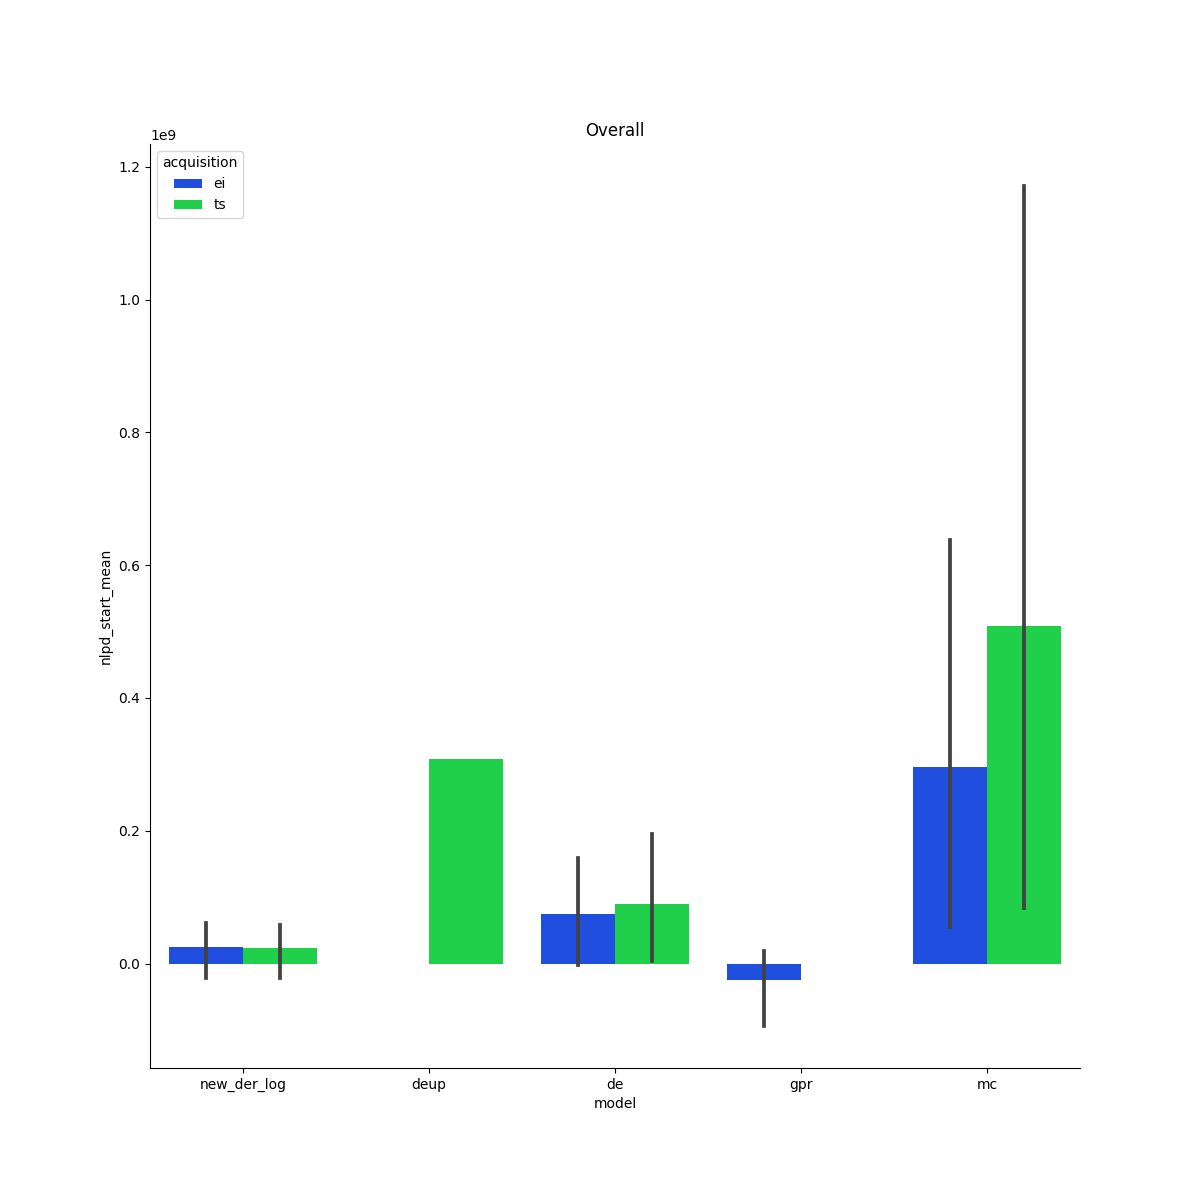 Overall
1e9
acquisition
ei
ts
1.2
1.0
0.8
0.6
0.4
0.2
0.0
nlpd_start_mean
new_der_log deup de gpr mc
model